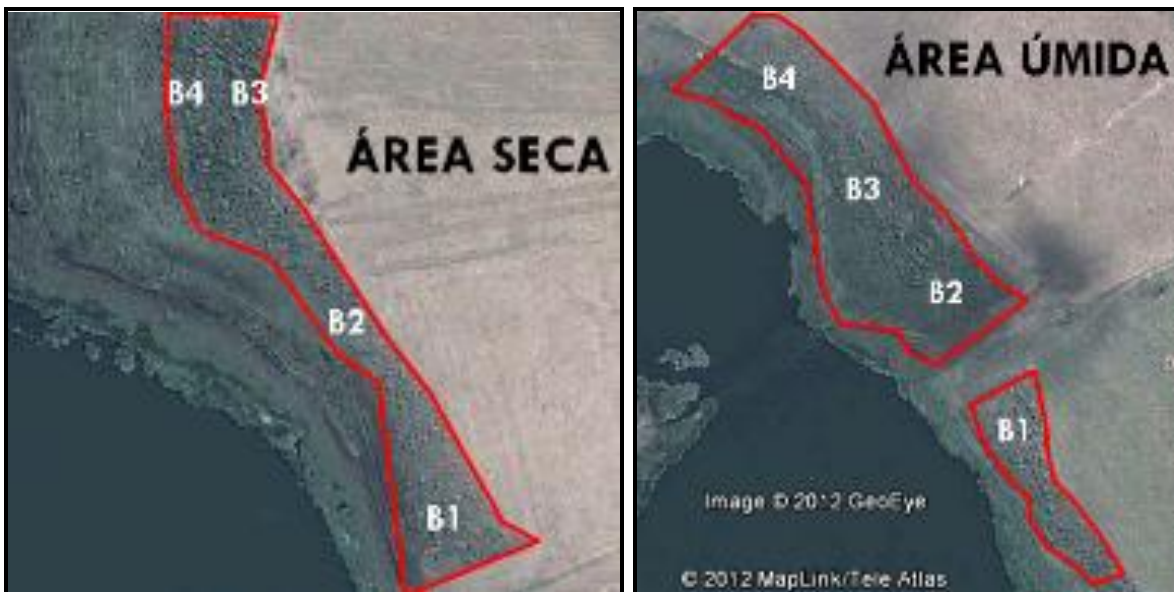 B4 B3
ÁREA SECA
B2
B1
ÁREA ÚMIDA
B4
B3
B2
B1
Image © 2012 GeoEye
© 2012 MapLink/Tele Atlas